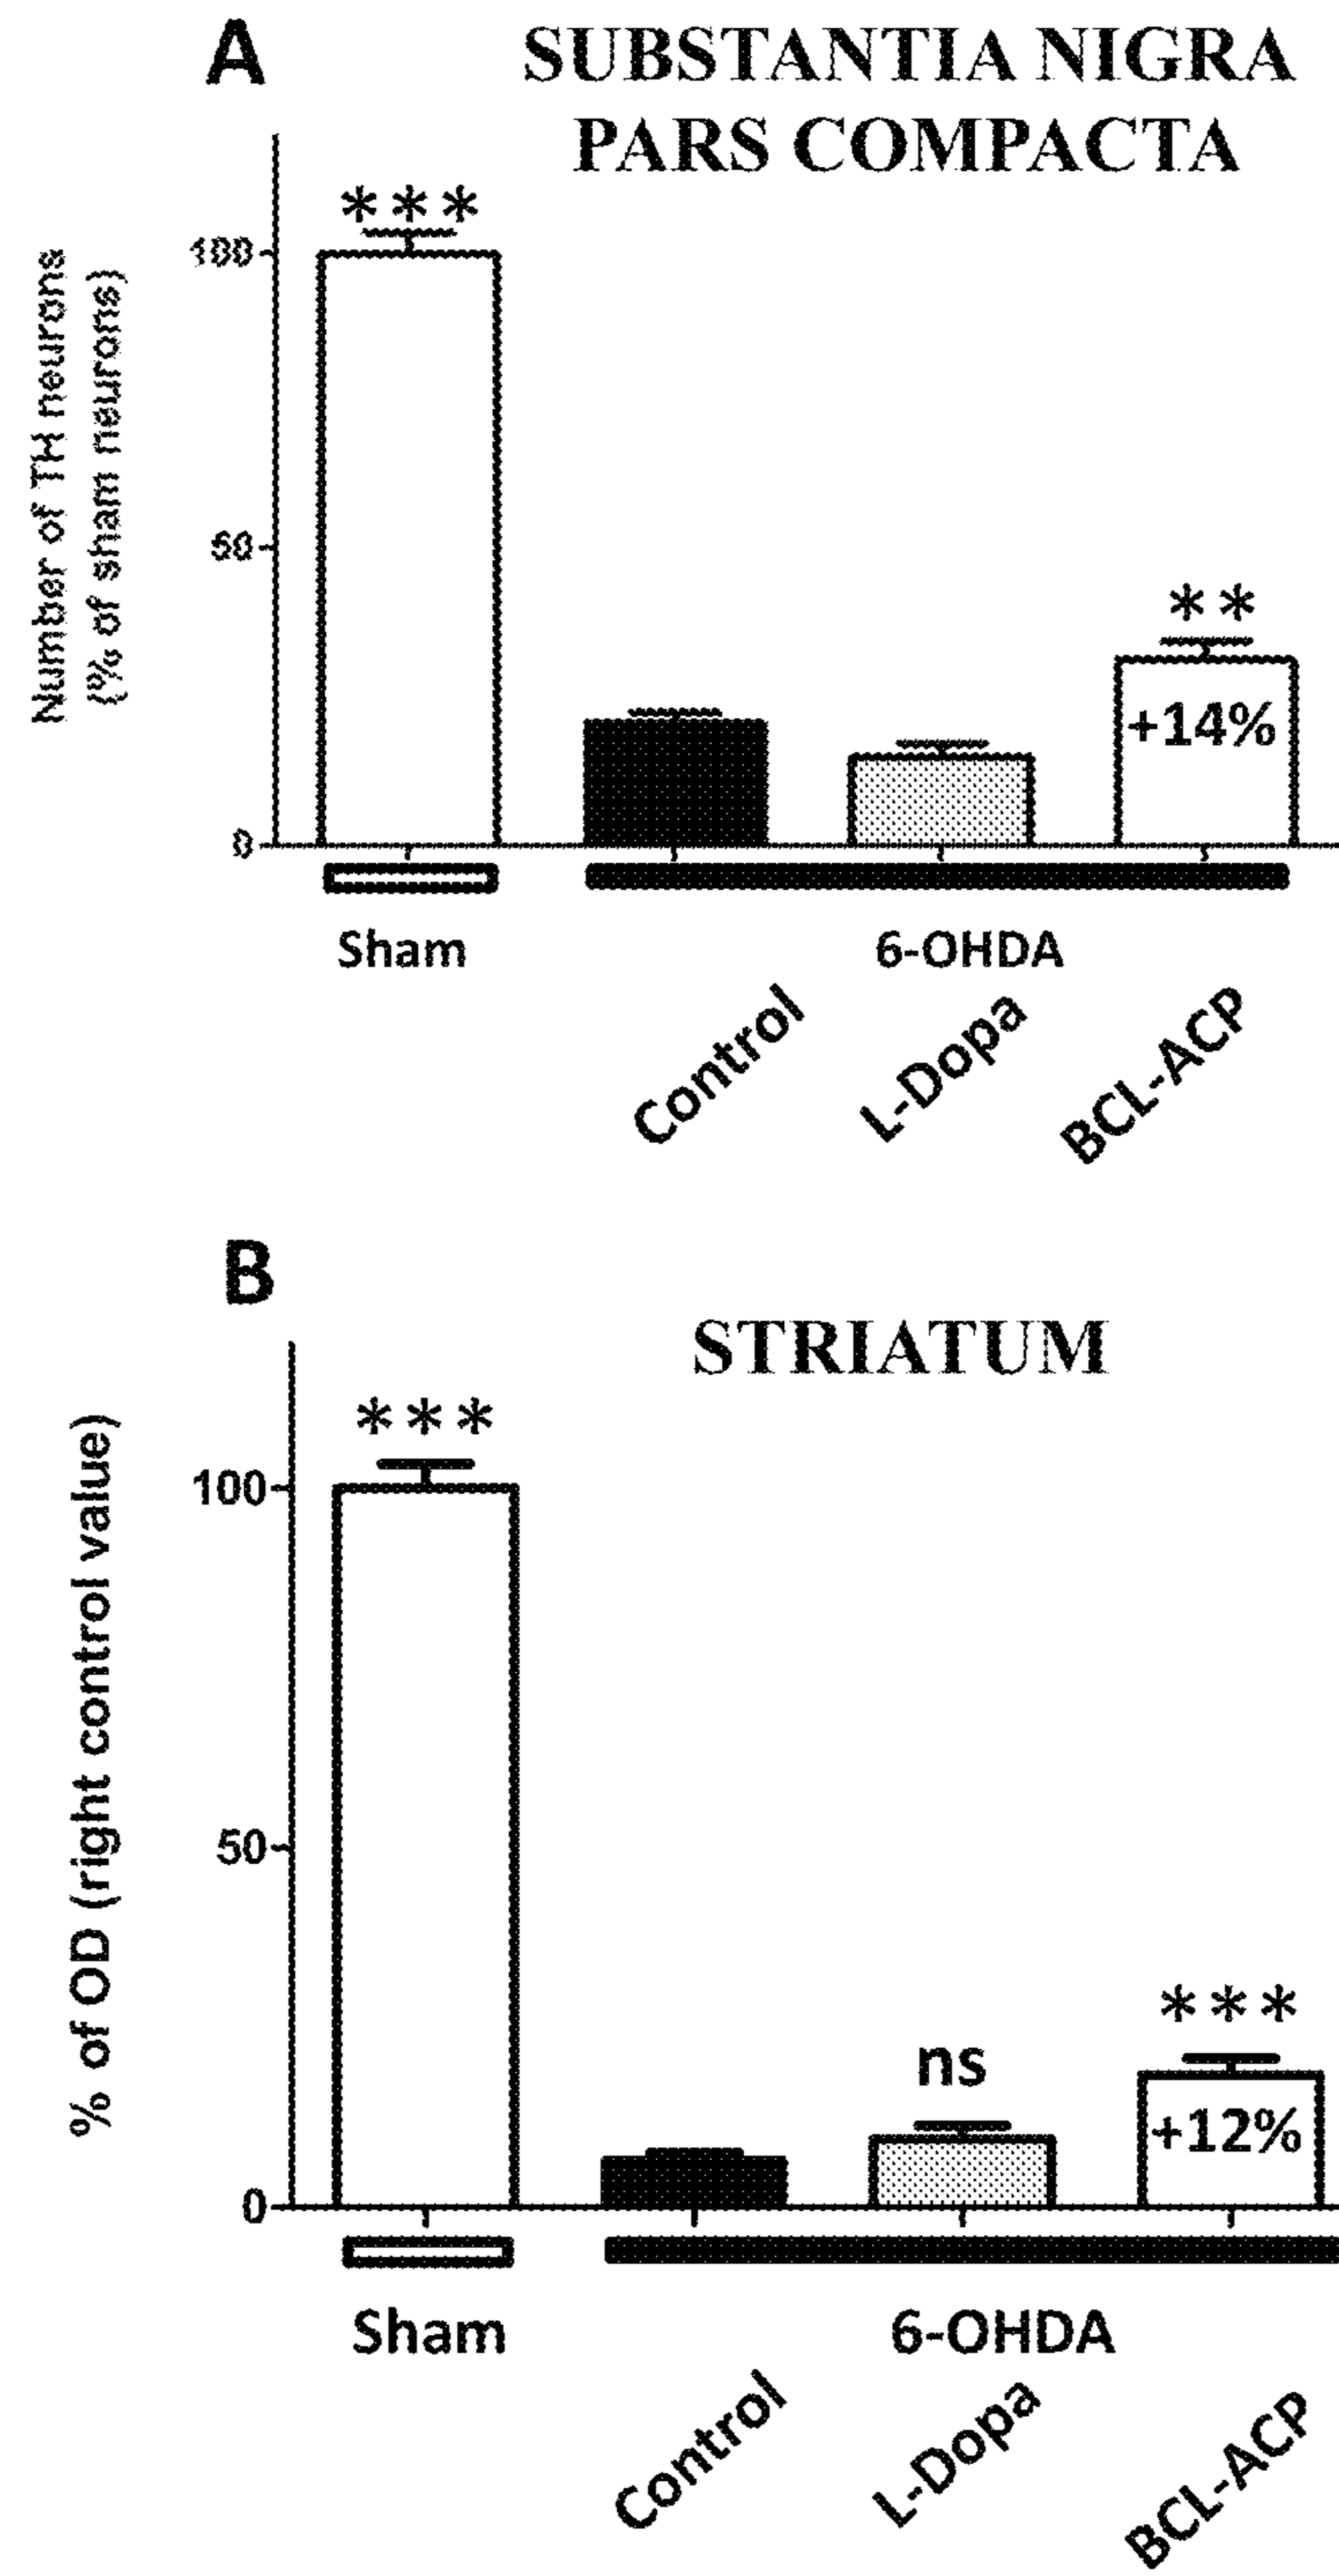 A
SUBSTANTIA NIGRA
PARS COMPACTA
Number of TH neurons
(% of sham neurons)
***
100
50
0
**
+14%
Sham
6-OHDA
Control
L-Dopa
BCL-ACP
B
STRIATUM
% of OD (right control value)
***
100
50
0
ns
***
+12%
Sham
6-OHDA
Control
L-Dopa
BCL-ACP